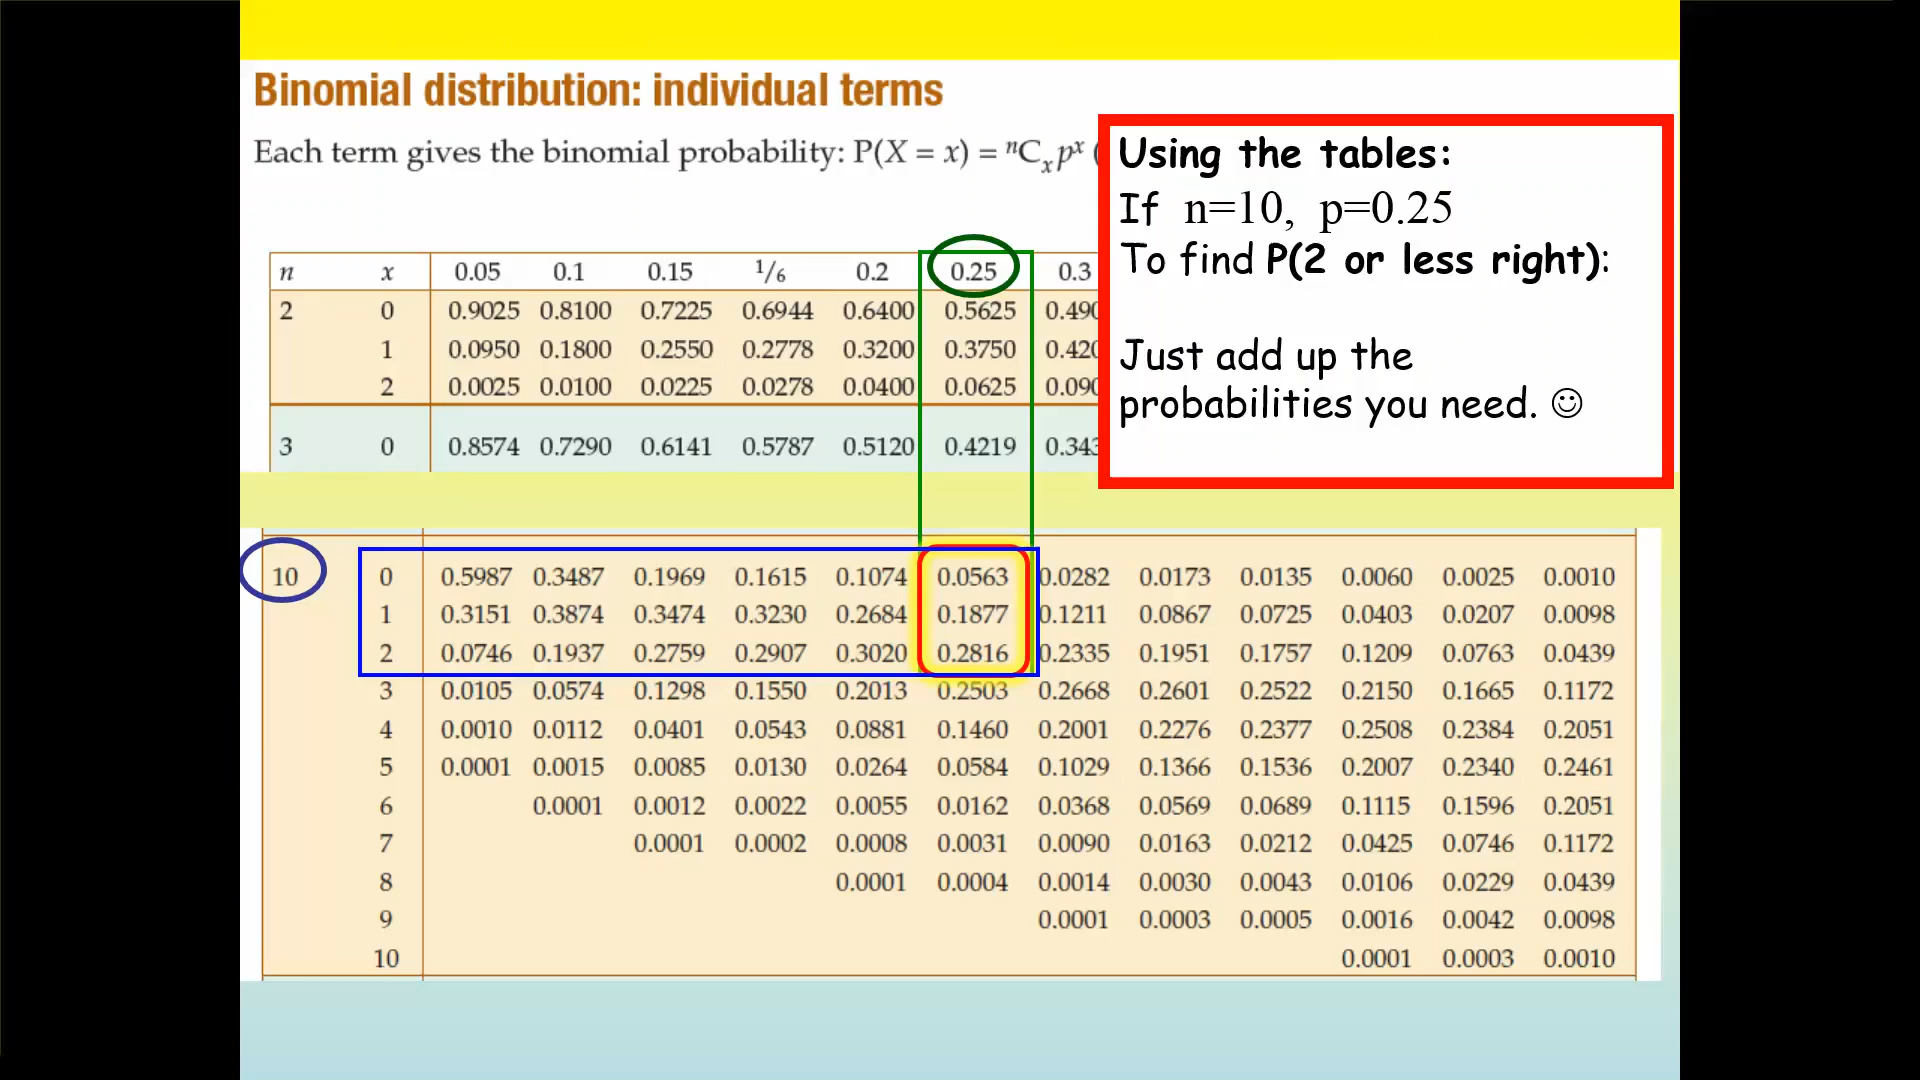 Binomial distribution: individual terms
Each term gives the binomial probability: P(X = x) = ⁿCₓpˣ (
Using the tables:
If n=10, p=0.25
To find P(2 or less right):
Just add up the
probabilities you need. ☺
n x 0.05 0.1 0.15 1/6 0.2 0.25 0.3
2 0 0.9025 0.8100 0.7225 0.6944 0.6400 0.5625 0.490
1 0.0950 0.1800 0.2550 0.2778 0.3200 0.3750 0.420
2 0.0025 0.0100 0.0225 0.0278 0.0400 0.0625 0.090
3 0 0.8574 0.7290 0.6141 0.5787 0.5120 0.4219 0.343
10 0 0.5987 0.3487 0.1969 0.1615 0.1074 0.0563 0.0282 0.0173 0.0135 0.0060 0.0025 0.0010
1 0.3151 0.3874 0.3474 0.3230 0.2684 0.1877 0.1211 0.0867 0.0725 0.0403 0.0207 0.0098
2 0.0746 0.1937 0.2759 0.2907 0.3020 0.2816 0.2335 0.1951 0.1757 0.1209 0.0763 0.0439
3 0.0105 0.0574 0.1298 0.1550 0.2013 0.2503 0.2668 0.2601 0.2522 0.2150 0.1665 0.1172
4 0.0010 0.0112 0.0401 0.0543 0.0881 0.1460 0.2001 0.2276 0.2377 0.2508 0.2384 0.2051
5 0.0001 0.0015 0.0085 0.0130 0.0264 0.0584 0.1029 0.1366 0.1536 0.2007 0.2340 0.2461
6 0.0001 0.0012 0.0022 0.0055 0.0162 0.0368 0.0569 0.0689 0.1115 0.1596 0.2051
7 0.0001 0.0002 0.0008 0.0031 0.0090 0.0163 0.0212 0.0425 0.0746 0.1172
8 0.0001 0.0004 0.0014 0.0030 0.0043 0.0106 0.0229 0.0439
9 0.0001 0.0003 0.0005 0.0016 0.0042 0.0098
10 0.0001 0.0003 0.0010